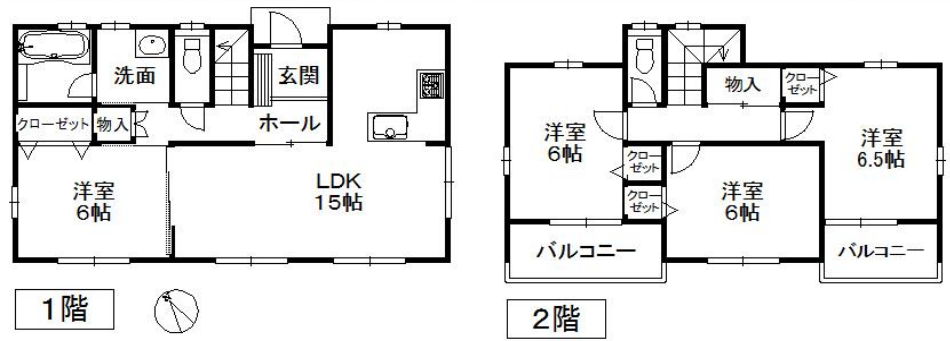 洗面
玄関
クローゼット
物入
ホール
洋室
6帖
LDK
15帖
1階
物入
クロー
ゼット
洋室
6帖
洋室
6.5帖
クロー
ゼット
クロー
ゼット
洋室
6帖
バルコニー
バルコニー
2階